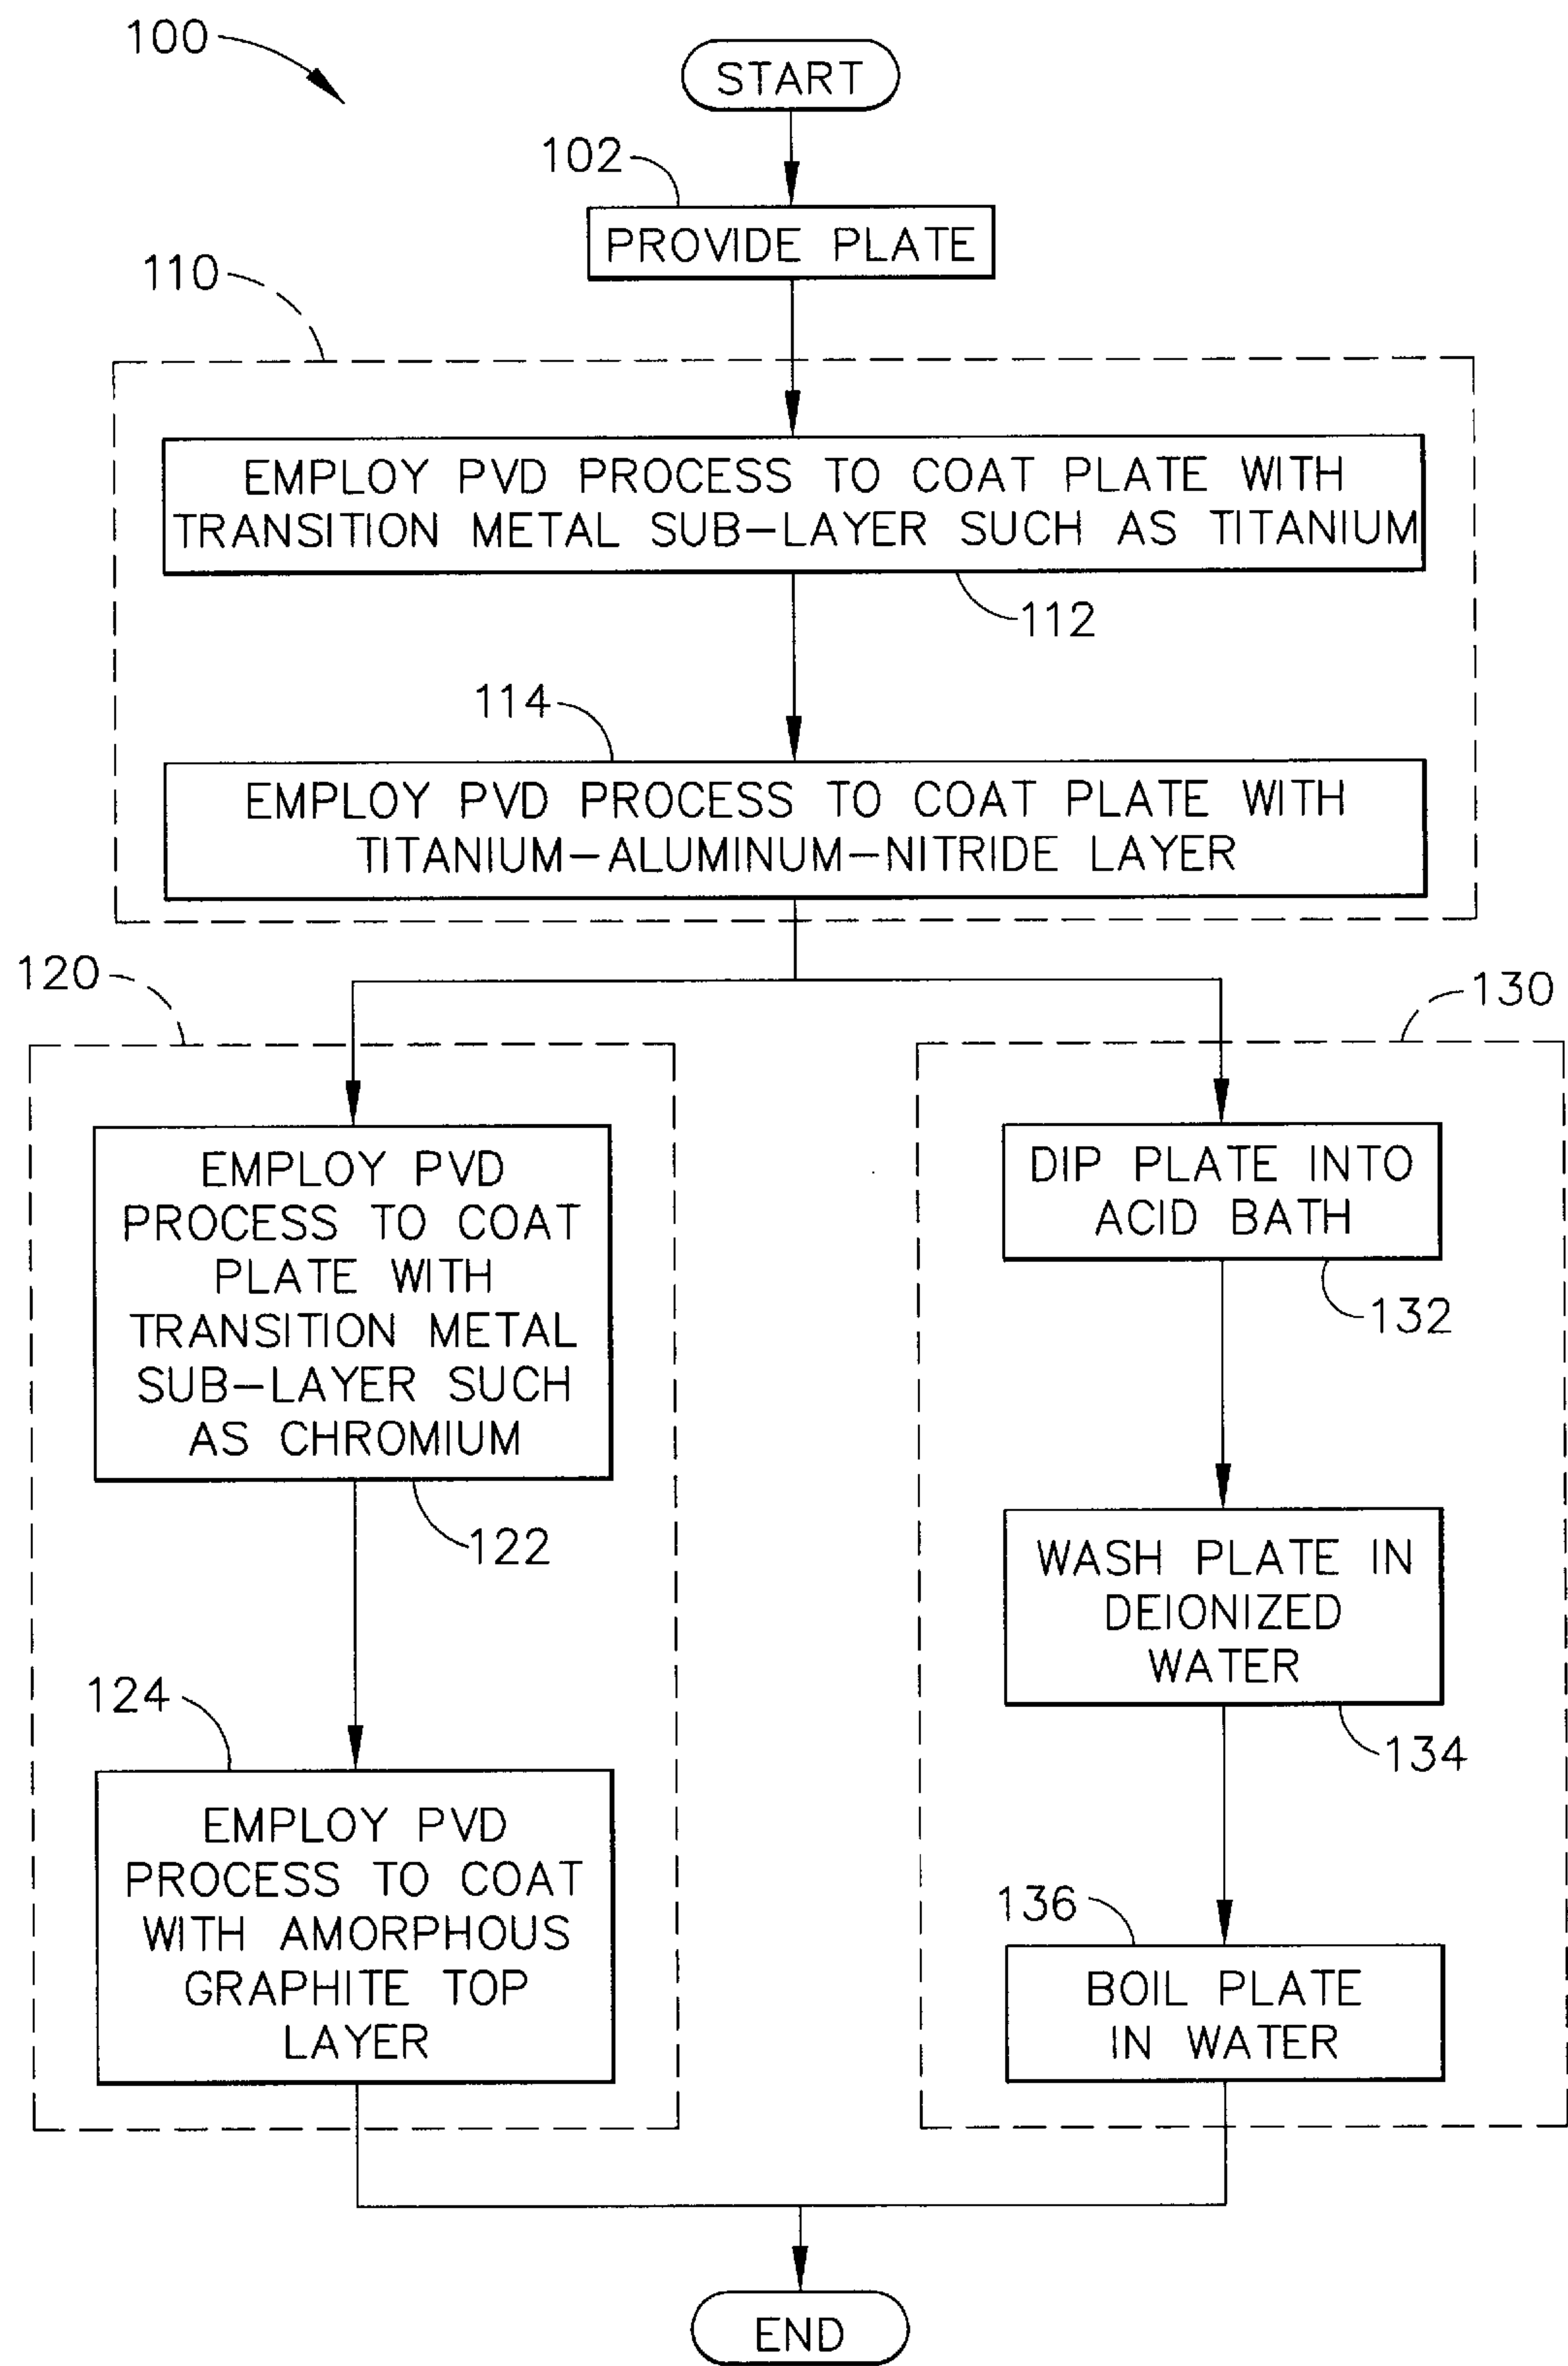 100
START
102
PROVIDE PLATE
110
EMPLOY PVD PROCESS TO COAT PLATE WITH
TRANSITION METAL SUB-LAYER SUCH AS TITANIUM
112
114
EMPLOY PVD PROCESS TO COAT PLATE WITH
TITANIUM-ALUMINUM-NITRIDE LAYER
120
EMPLOY PVD
PROCESS TO COAT
PLATE WITH
TRANSITION METAL
SUB-LAYER SUCH
AS CHROMIUM
122
124
EMPLOY PVD
PROCESS TO COAT
WITH AMORPHOUS
GRAPHITE TOP
LAYER
130
DIP PLATE INTO
ACID BATH
132
WASH PLATE IN
DEIONIZED
WATER
134
136
BOIL PLATE
IN WATER
END